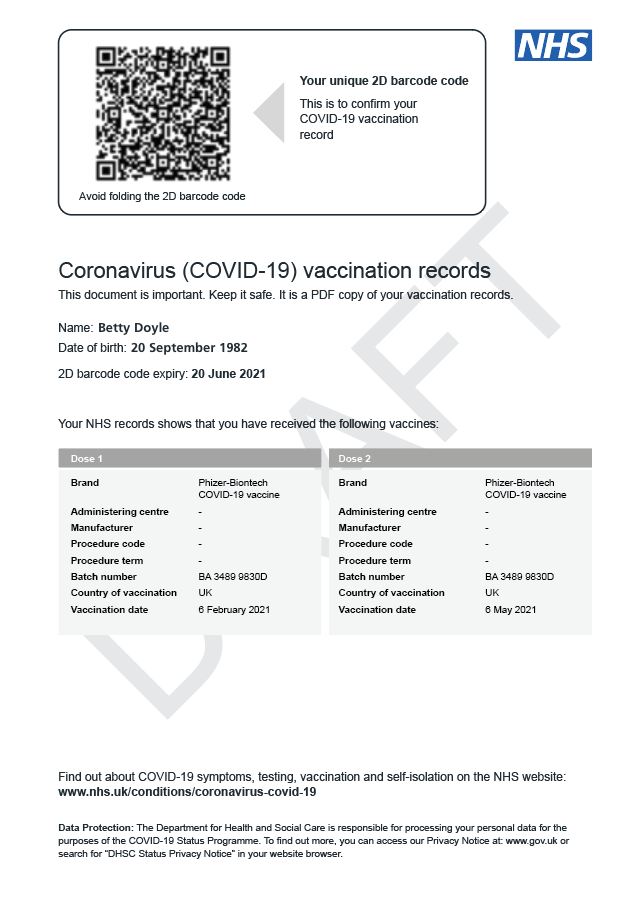 NHS
Your unique 2D barcode code
This is to confirm your
COVID-19 vaccination
record
Avoid folding the 2D barcode code
DRAFT
Coronavirus (COVID-19) vaccination records
This document is important. Keep it safe. It is a PDF copy of your vaccination records.
Name: Betty Doyle
Date of birth: 20 September 1982
2D barcode code expiry: 20 June 2021
Your NHS records shows that you have received the following vaccines:
Dose 1
Brand Phizer-Biontech
COVID-19 vaccine
Administering centre -
Manufacturer -
Procedure code -
Procedure term -
Batch number BA 3489 9830D
Country of vaccination UK
Vaccination date 6 February 2021
Dose 2
Brand Phizer-Biontech
COVID-19 vaccine
Administering centre -
Manufacturer -
Procedure code -
Procedure term -
Batch number BA 3489 9830D
Country of vaccination UK
Vaccination date 6 May 2021
Find out about COVID-19 symptoms, testing, vaccination and self-isolation on the NHS website:
www.nhs.uk/conditions/coronavirus-covid-19
Data Protection: The Department for Health and Social Care is responsible for processing your personal data for the
purposes of the COVID-19 Status Programme. To find out more, you can access our Privacy Notice at: www.gov.uk or
search for “DHSC Status Privacy Notice” in your website browser.